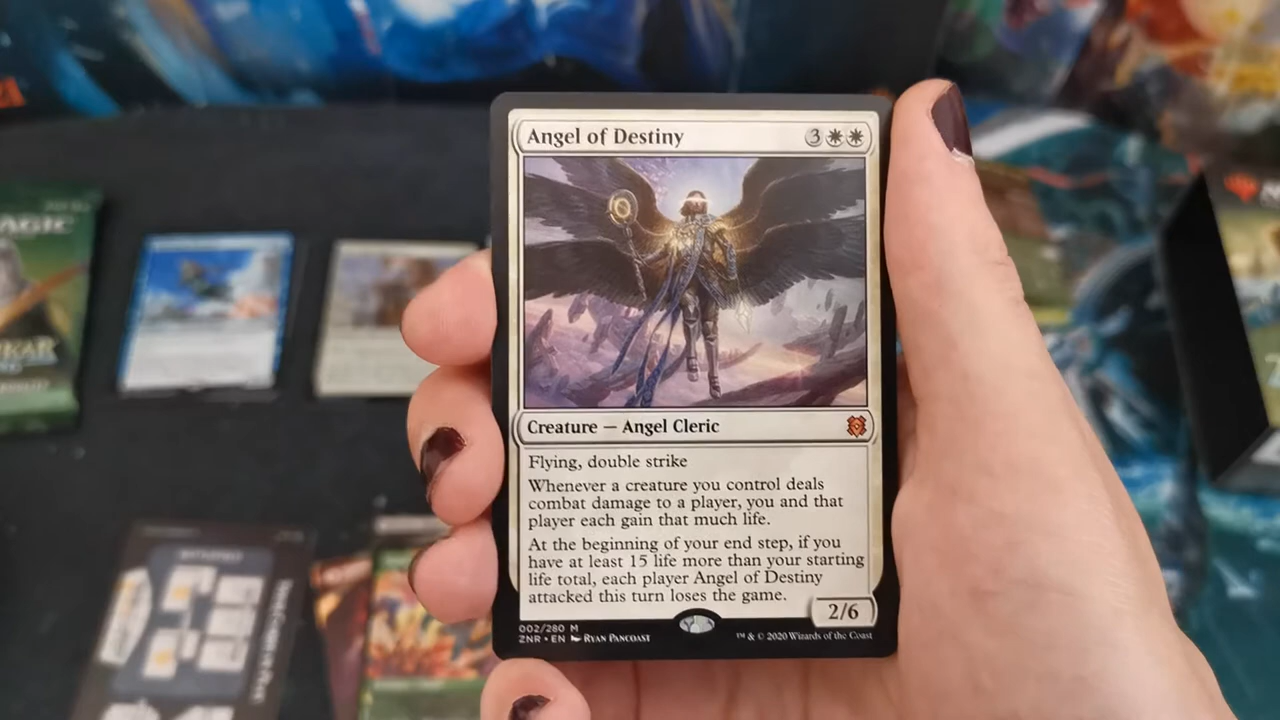 Angel of Destiny
3
Creature — Angel Cleric
Flying, double strike
Whenever a creature you control deals
combat damage to a player, you and that
player each gain that much life.
At the beginning of your end step, if you
have at least 15 life more than your starting
life total, each player Angel of Destiny
attacked this turn loses the game.
2/6
002/280 M
ZNR • EN Ryan Pancoast
™ & © 2020 Wizards of the Coast